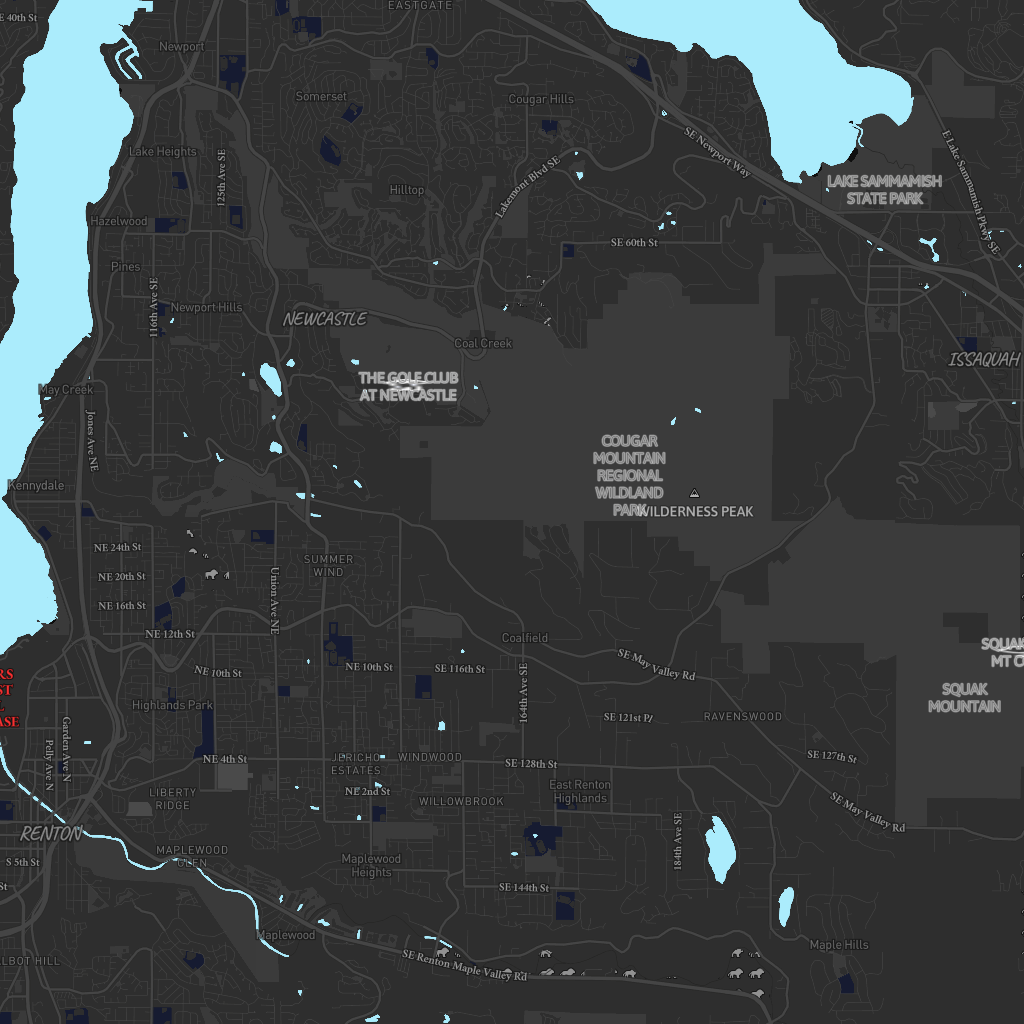 EASTGATE
E 40th St
Newport
Somerset
Cougar Hills
SE Newport Way
E Lake Sammamish Pkwy SE
Lake Heights
125th Ave SE
Lakemont Blvd SE
LAKE SAMMAMISH
STATE PARK
Hilltop
Hazelwood
SE 60th St
Pines
116th Ave SE
Newport Hills
NEWCASTLE
Coal Creek
ISSAQUAH
THE GOLF CLUB
AT NEWCASTLE
May Creek
Jones Ave NE
COUGAR
MOUNTAIN
REGIONAL
WILDLAND
PARK
WILDERNESS PEAK
Kennydale
NE 24th St
SUMMER
WIND
NE 20th St
Union Ave NE
NE 16th St
NE 12th St
Coalfield
SQUAK
MT C
NE 10th St
NE 10th St
SE 116th St
SE May Valley Rd
RS
ST
L
ASE
SQUAK
MOUNTAIN
164th Ave SE
Highlands Park
Garden Ave N
Pelly Ave N
SE 121st Pl
RAVENSWOOD
NE 4th St
JERICHO
ESTATES
WINDWOOD
SE 128th St
SE 127th St
LIBERTY
RIDGE
NE 2nd St
WILLOWBROOK
East Renton
Highlands
SE May Valley Rd
RENTON
184th Ave SE
S 5th St
MAPLEWOOD
GLEN
Maplewood
Heights
St
SE 144th St
Maplewood
Maple Hills
LBOT HILL
SE Renton Maple Valley Rd